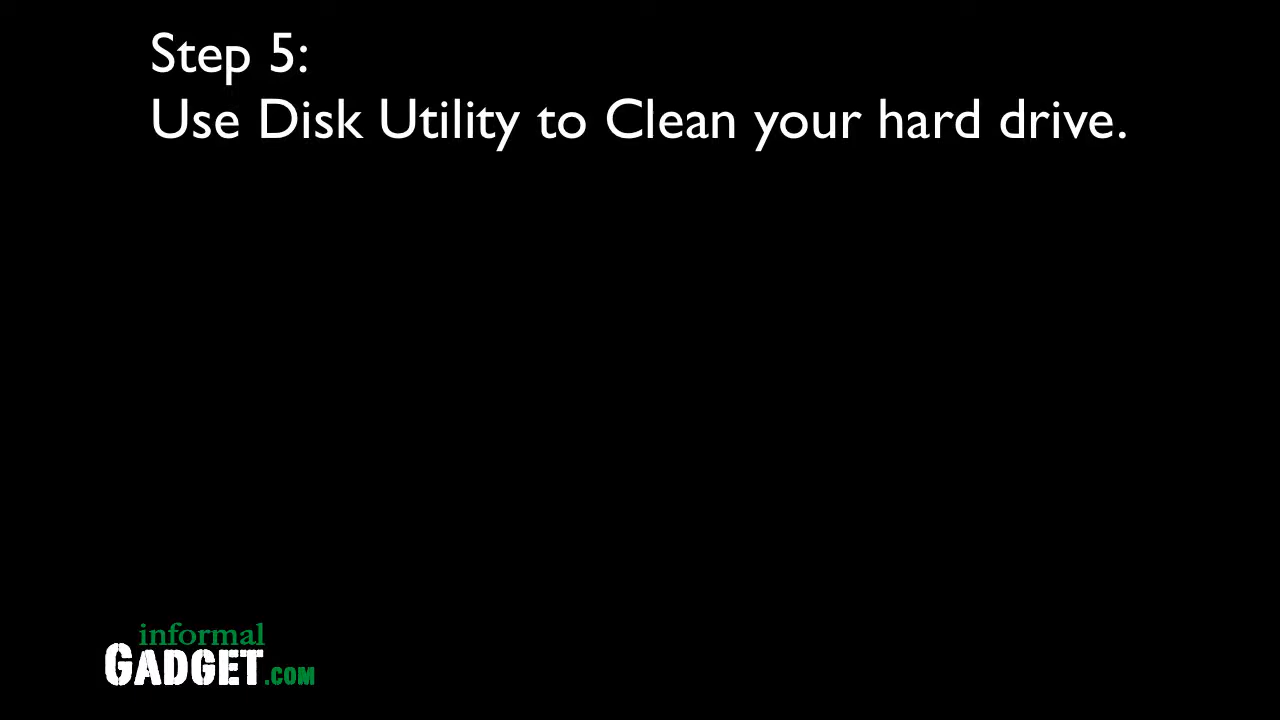 Step 5:
Use Disk Utility to Clean your hard drive.
informal
GADGET.COM